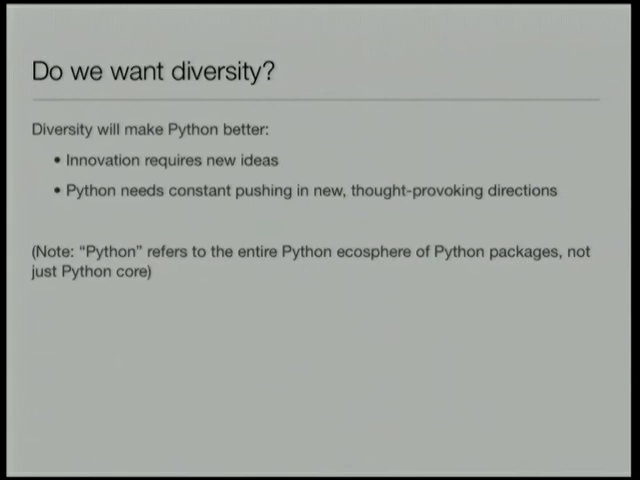 Do we want diversity?
Diversity will make Python better:
• Innovation requires new ideas
• Python needs constant pushing in new, thought-provoking directions
(Note: “Python” refers to the entire Python ecosphere of Python packages, not
just Python core)